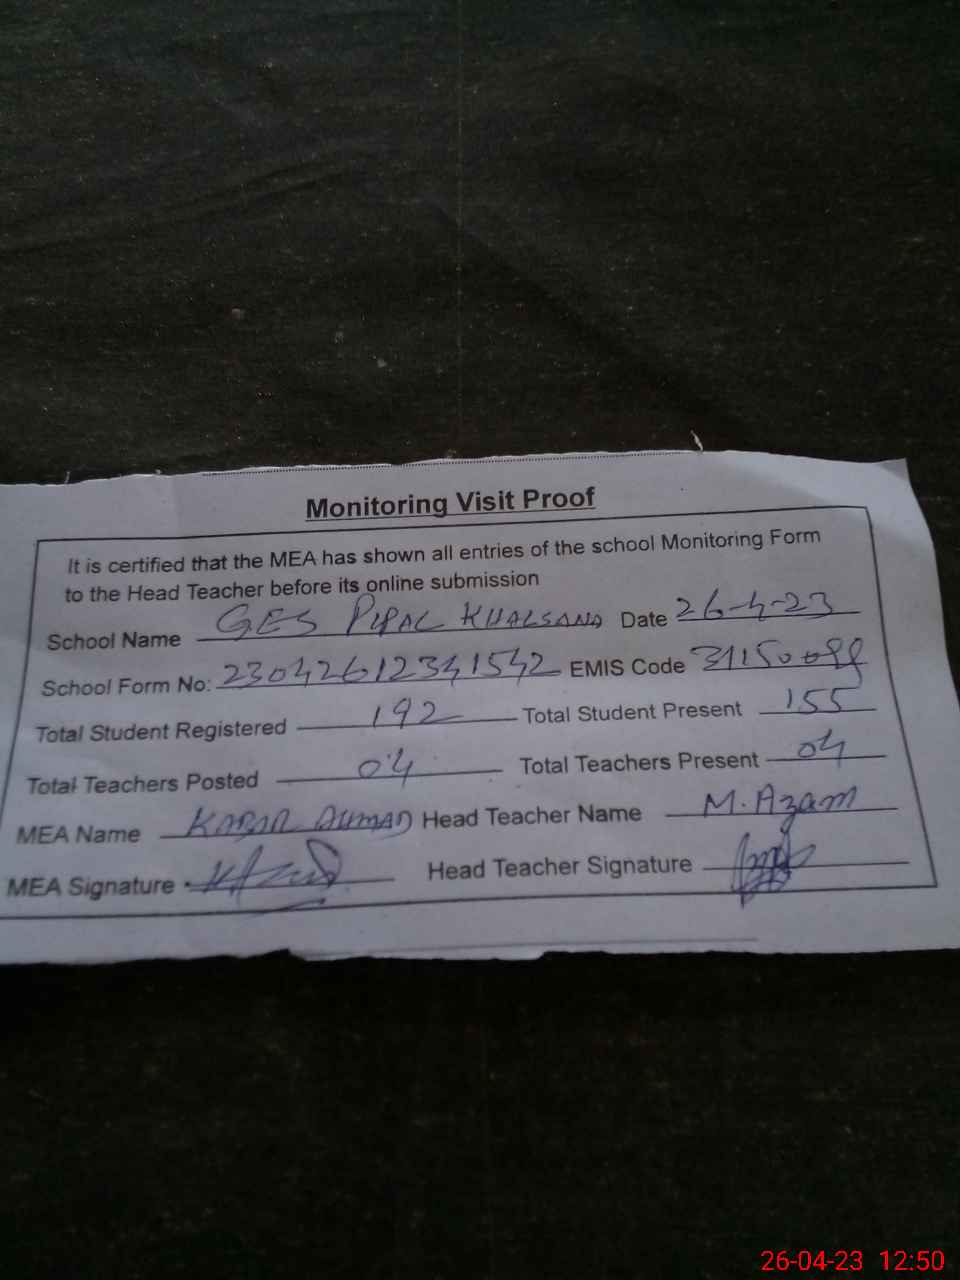 Monitoring Visit Proof
It is certified that the MEA has shown all entries of the school Monitoring Form
to the Head Teacher before its online submission
School Name GES PIPAL KHALSANA Date 26-4-23
School Form No: 23042612341542 EMIS Code
Total Student Registered 192 Total Student Present 155
Total Teachers Posted 04 Total Teachers Present 04
MEA Name AHMAD Head Teacher Name M. Azam
MEA Signature Head Teacher Signature
26-04-23 12:50